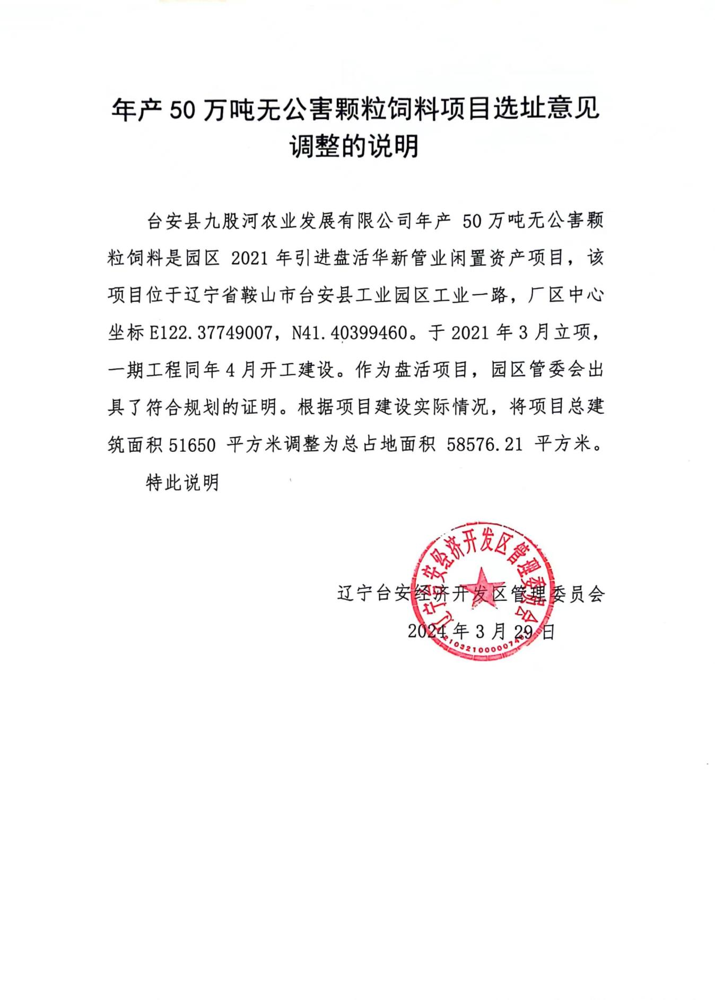 年产 50 万吨无公害颗粒饲料项目选址意见
调整的说明
台安县九股河农业发展有限公司年产 50 万吨无公害颗
粒饲料是园区 2021 年引进盘活华新管业闲置资产项目，该
项目位于辽宁省鞍山市台安县工业园区工业一路，厂区中心
坐标 E122.37749007，N41.40399460。于 2021 年 3 月立项，
一期工程同年 4 月开工建设。作为盘活项目，园区管委会出
具了符合规划的证明。根据项目建设实际情况，将项目总建
筑面积 51650 平方米调整为总占地面积 58576.21 平方米。
特此说明
辽宁台安经济开发区管理委员会
辽宁台安经济开发区管理委员会
2024 年 3 月 29 日